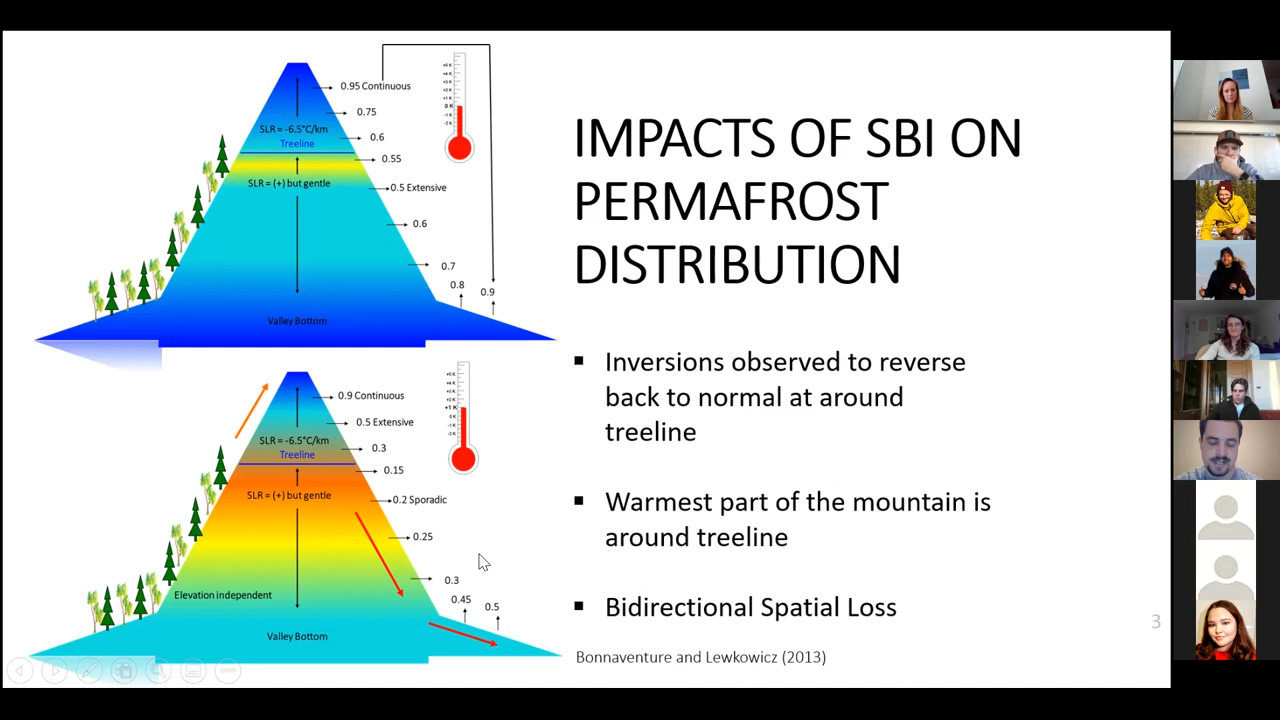 0.95 Continuous
0.75
SLR = -6.5°C/km
0.6
Treeline
0.55
SLR = (+) but gentle
0.5 Extensive
0.6
0.7
0.8
0.9
Valley Bottom
0 K
IMPACTS OF SBI ON
PERMAFROST
DISTRIBUTION
▪ Inversions observed to reverse
back to normal at around
treeline
▪ Warmest part of the mountain is
around treeline
▪ Bidirectional Spatial Loss
Bonnaventure and Lewkowicz (2013)
3
0.9 Continuous
0.5 Extensive
SLR = -6.5°C/km
0.3
Treeline
0.15
SLR = (+) but gentle
0.2 Sporadic
0.25
0.3
Elevation independent
0.45
0.5
Valley Bottom
+1 K